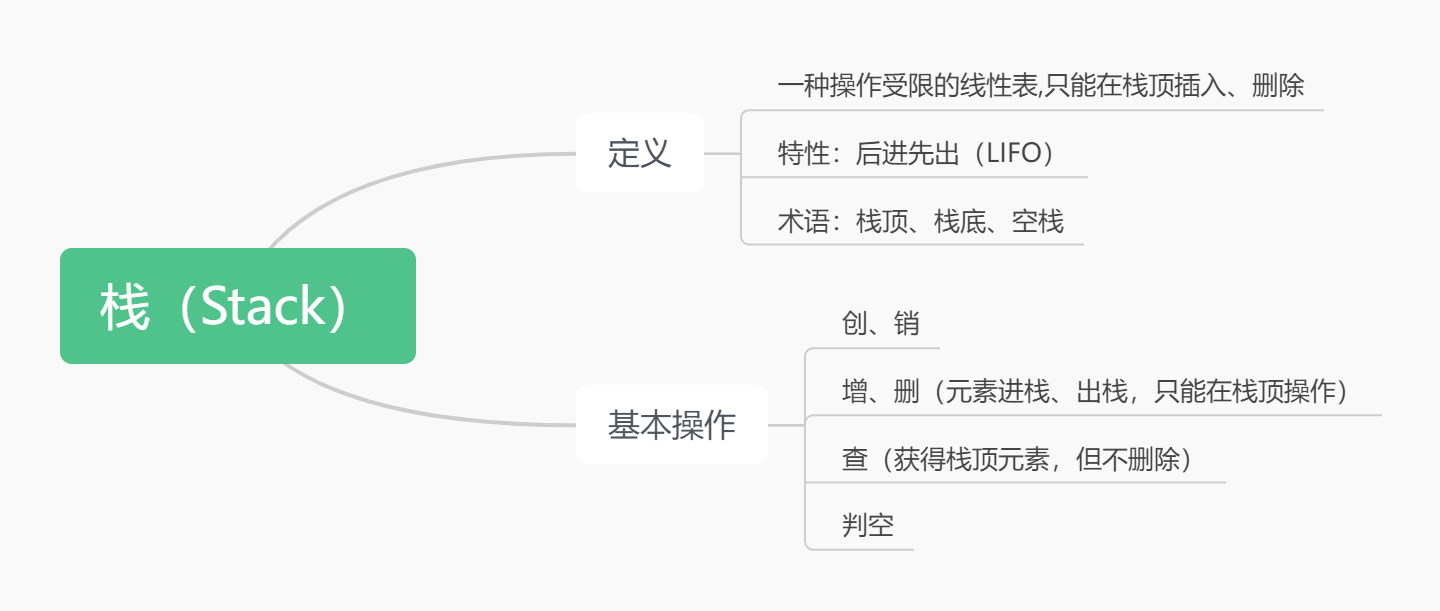 栈（Stack）
定义
一种操作受限的线性表,只能在栈顶插入、删除
特性：后进先出（LIFO）
术语：栈顶、栈底、空栈
基本操作
创、销
增、删（元素进栈、出栈，只能在栈顶操作）
查（获得栈顶元素，但不删除）
判空